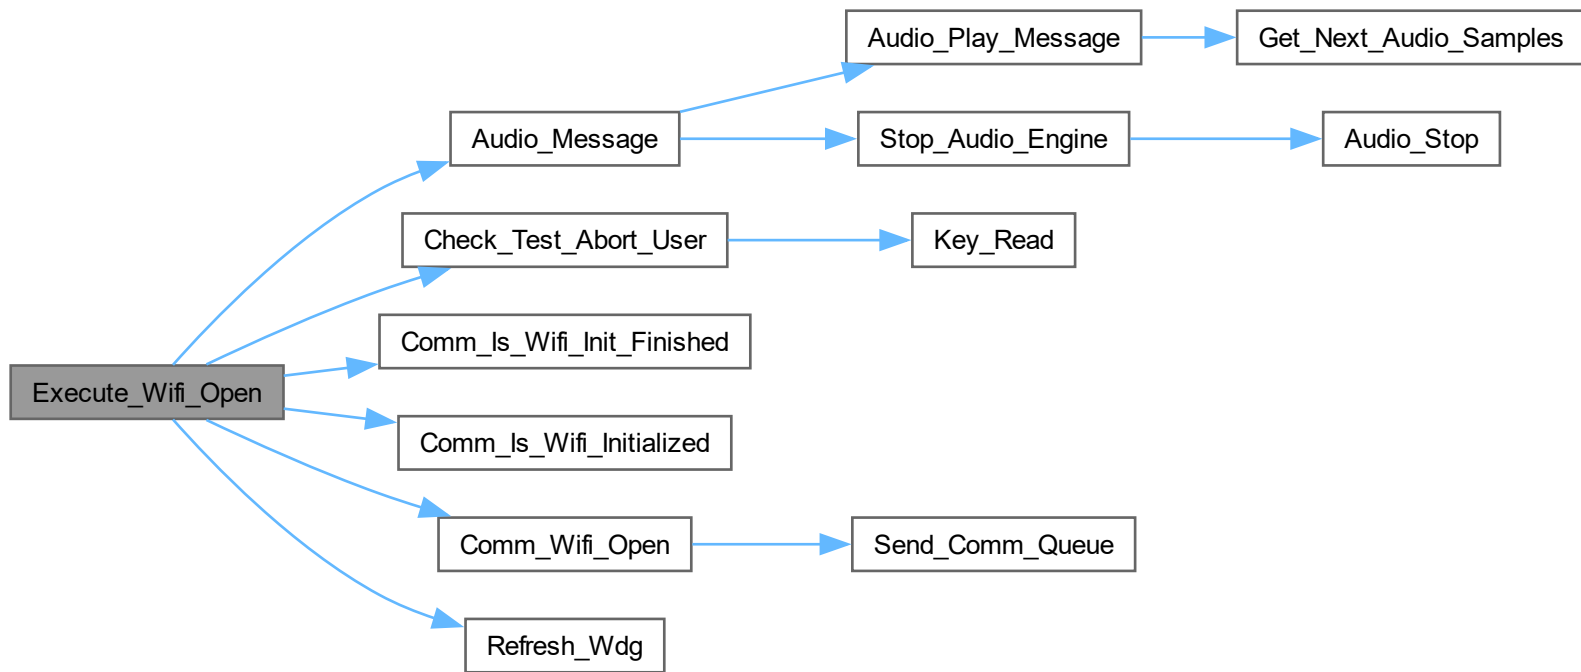 Audio_Play_Message
Get_Next_Audio_Samples
Audio_Message
Stop_Audio_Engine
Audio_Stop
Check_Test_Abort_User
Key_Read
Comm_Is_Wifi_Init_Finished
Execute_Wifi_Open
Comm_Is_Wifi_Initialized
Comm_Wifi_Open
Send_Comm_Queue
Refresh_Wdg